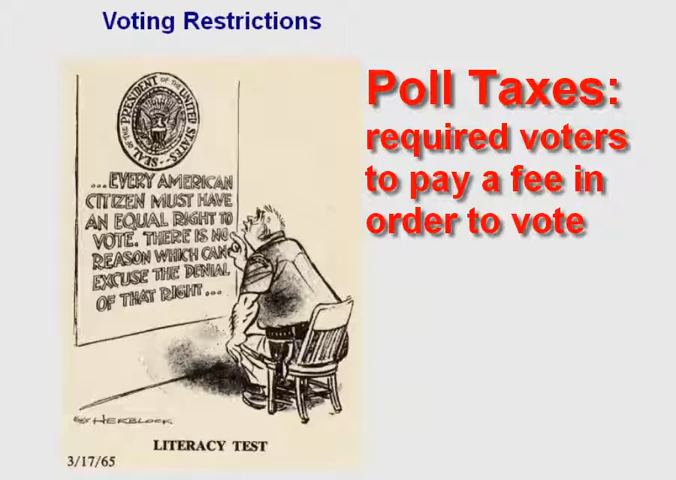 Voting Restrictions
Poll Taxes:
required voters
to pay a fee in
order to vote
SEAL OF THE PRESIDENT OF THE UNITED STATES
...EVERY AMERICAN
CITIZEN MUST HAVE
AN EQUAL RIGHT TO
VOTE. THERE IS NO
REASON WHICH CAN
EXCUSE THE DENIAL
OF THAT RIGHT...
HERBLOCK
LITERACY TEST
3/17/65